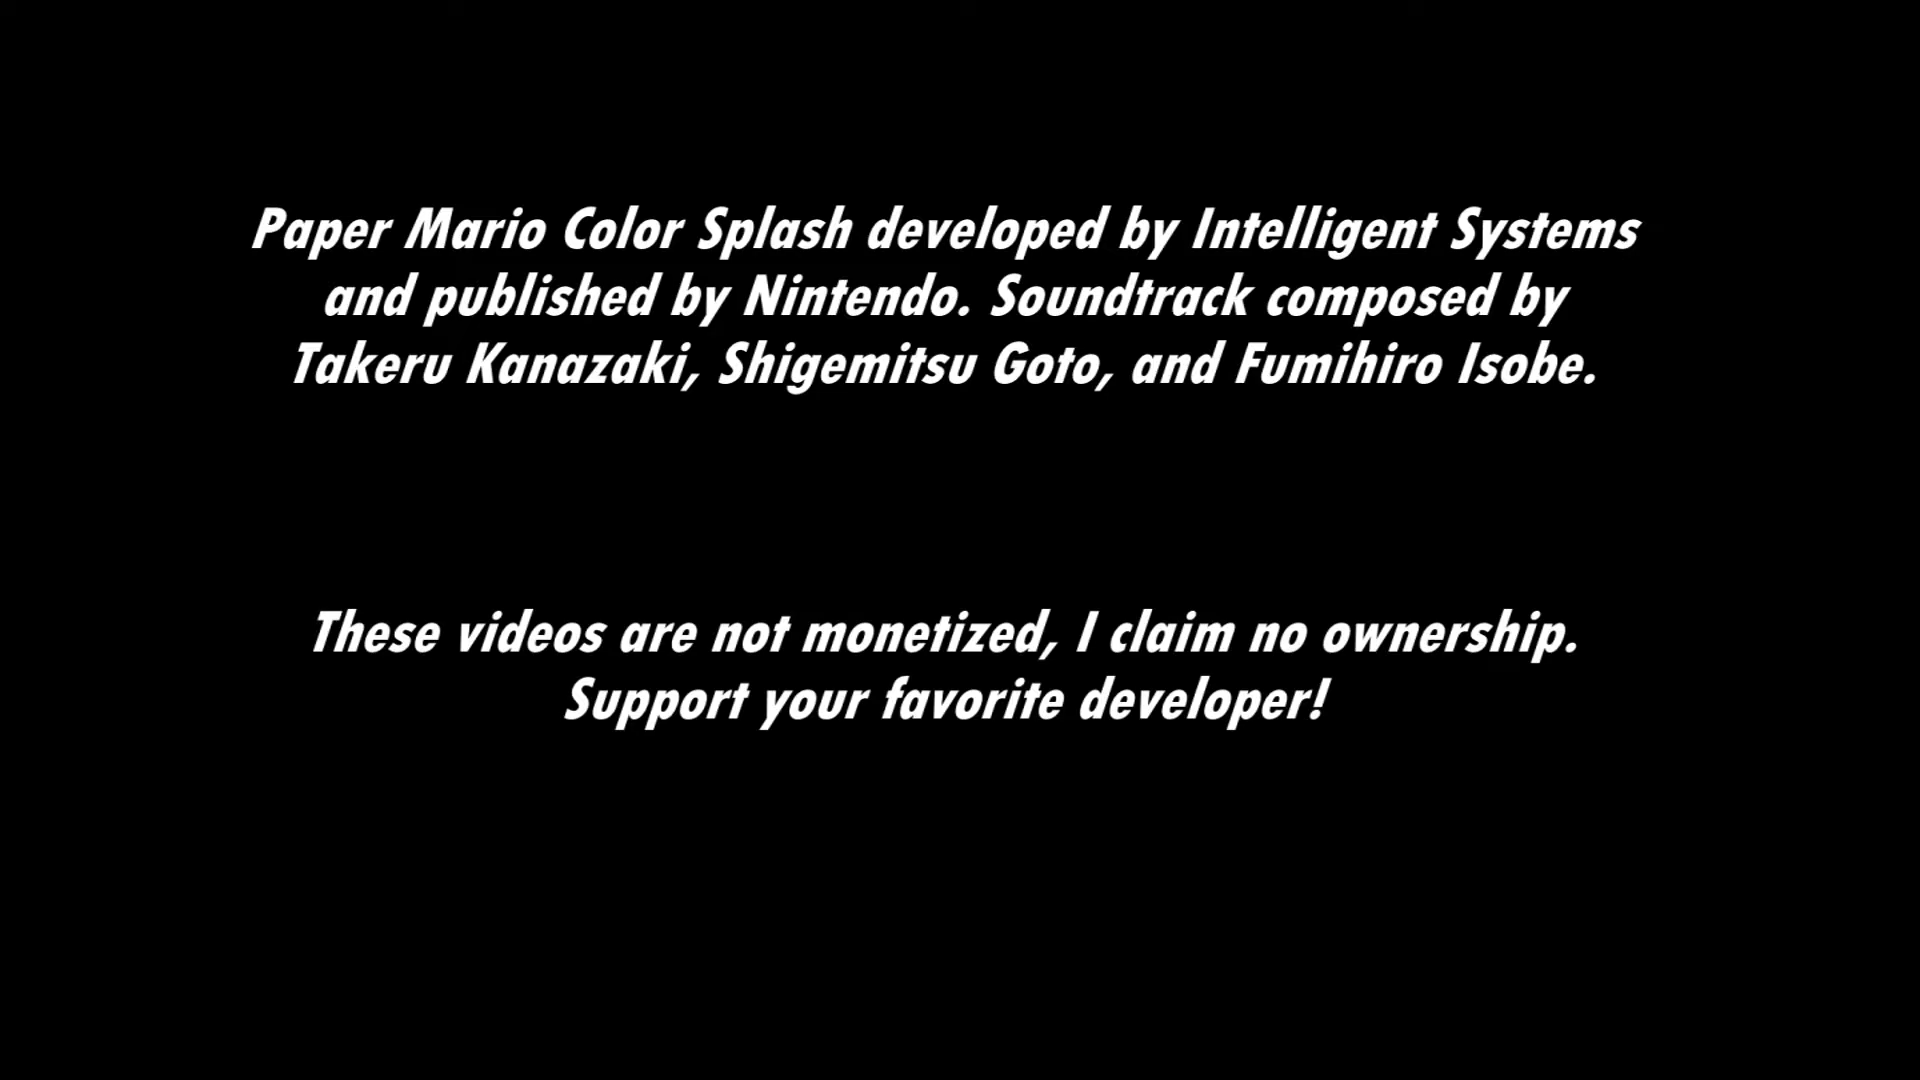 Paper Mario Color Splash developed by Intelligent Systems
and published by Nintendo. Soundtrack composed by
Takeru Kanazaki, Shigemitsu Goto, and Fumihiro Isobe.
These videos are not monetized, I claim no ownership.
Support your favorite developer!